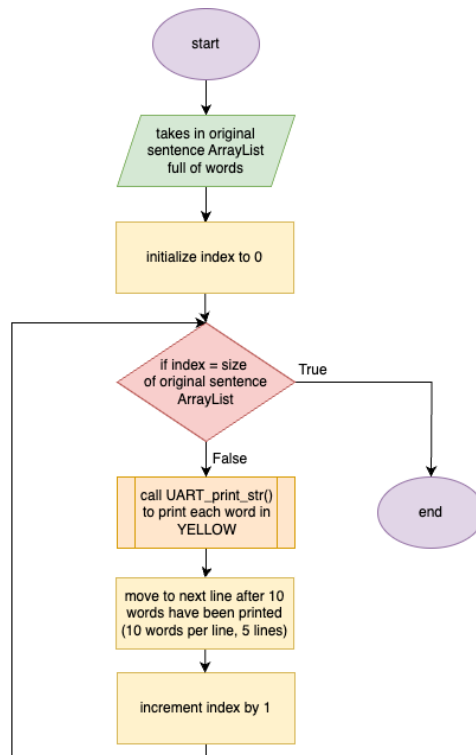 start
takes in original
sentence ArrayList
full of words
initialize index to 0
if index = size
of original sentence
ArrayList
True
False
call UART_print_str()
to print each word in
YELLOW
end
move to next line after 10
words have been printed
(10 words per line, 5 lines)
increment index by 1